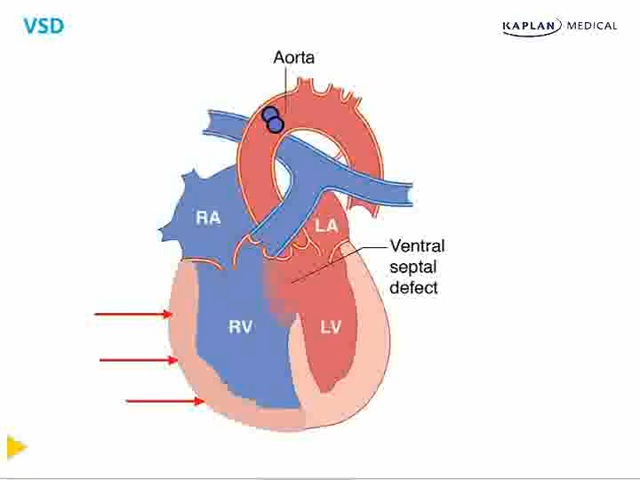 VSD
KAPLAN MEDICAL
Aorta
RA
LA
Ventral
septal
defect
RV
LV